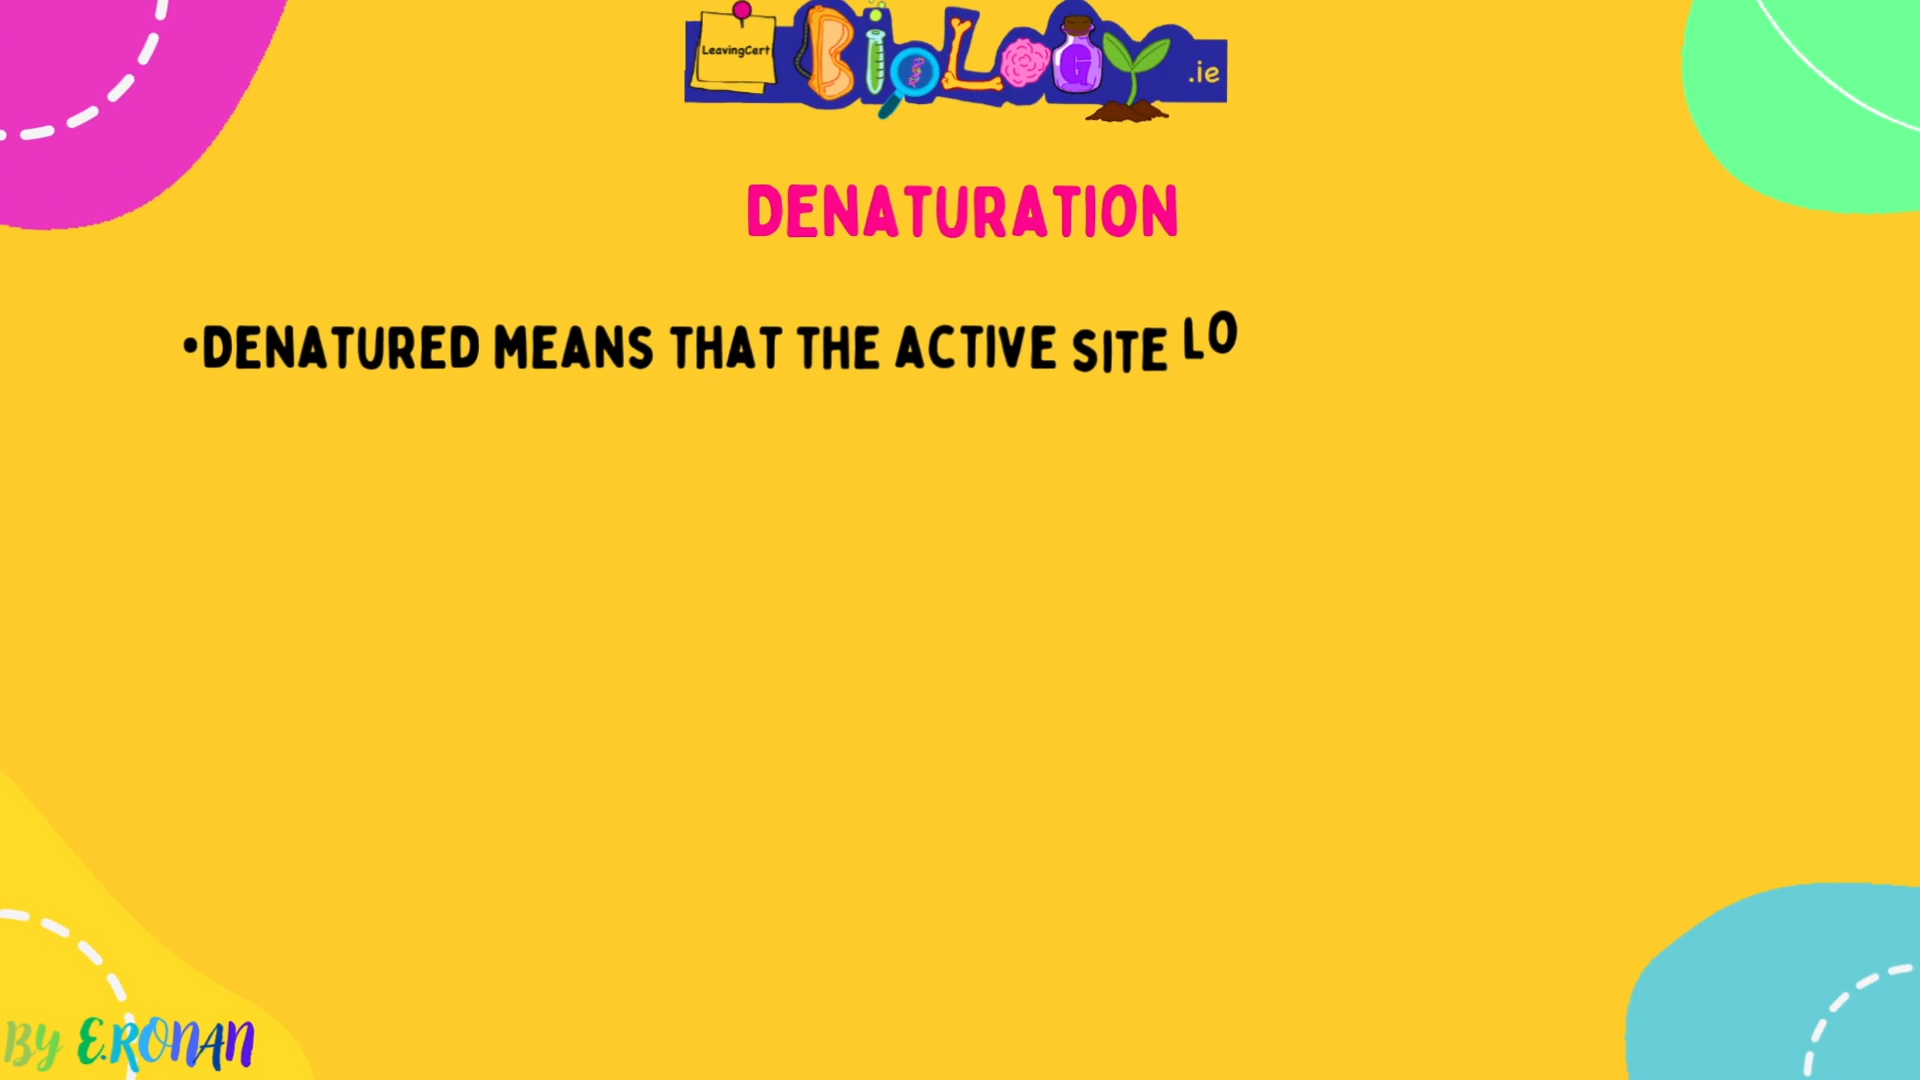 LeavingCert
BioLoGY
.ie
DENATURATION
•DENATURED MEANS THAT THE ACTIVE SITE LO
By E.RONAN